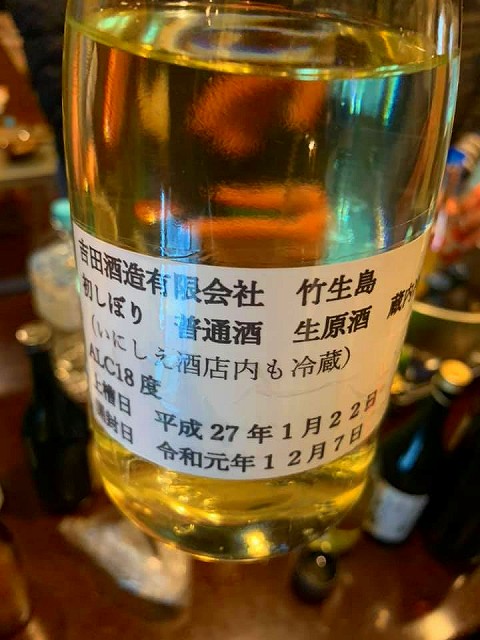 吉田酒造有限会社 竹生島
初しぼり 普通酒 生原酒 蔵内
（いにしえ酒店内も冷蔵）
ALC18度
上槽日 平成27年1月22日
開封日 令和元年12月7日